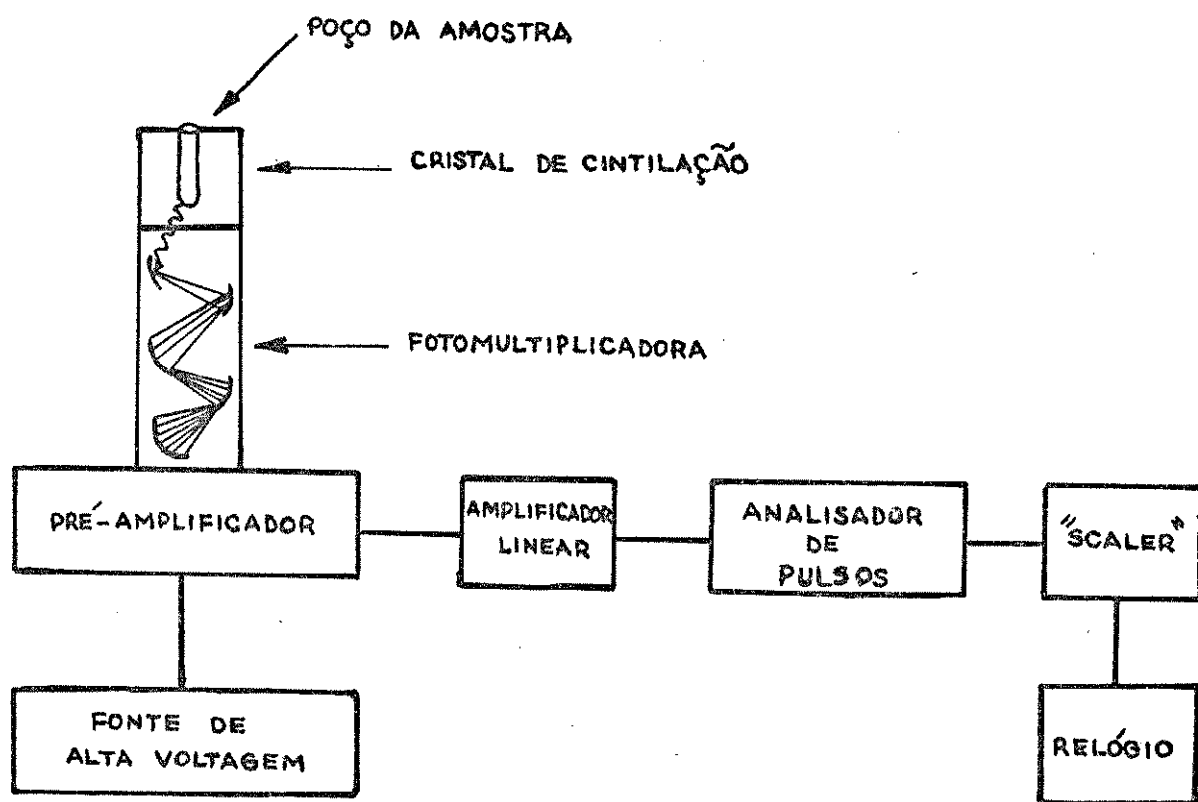 POÇO DA AMOSTRA
CRISTAL DE CINTILAÇÃO
FOTOMULTIPLICADORA
PRÉ-AMPLIFICADOR
AMPLIFICADOR
LINEAR
ANALISADOR
DE
PULSOS
"SCALER"
FONTE DE
ALTA VOLTAGEM
RELÓGIO